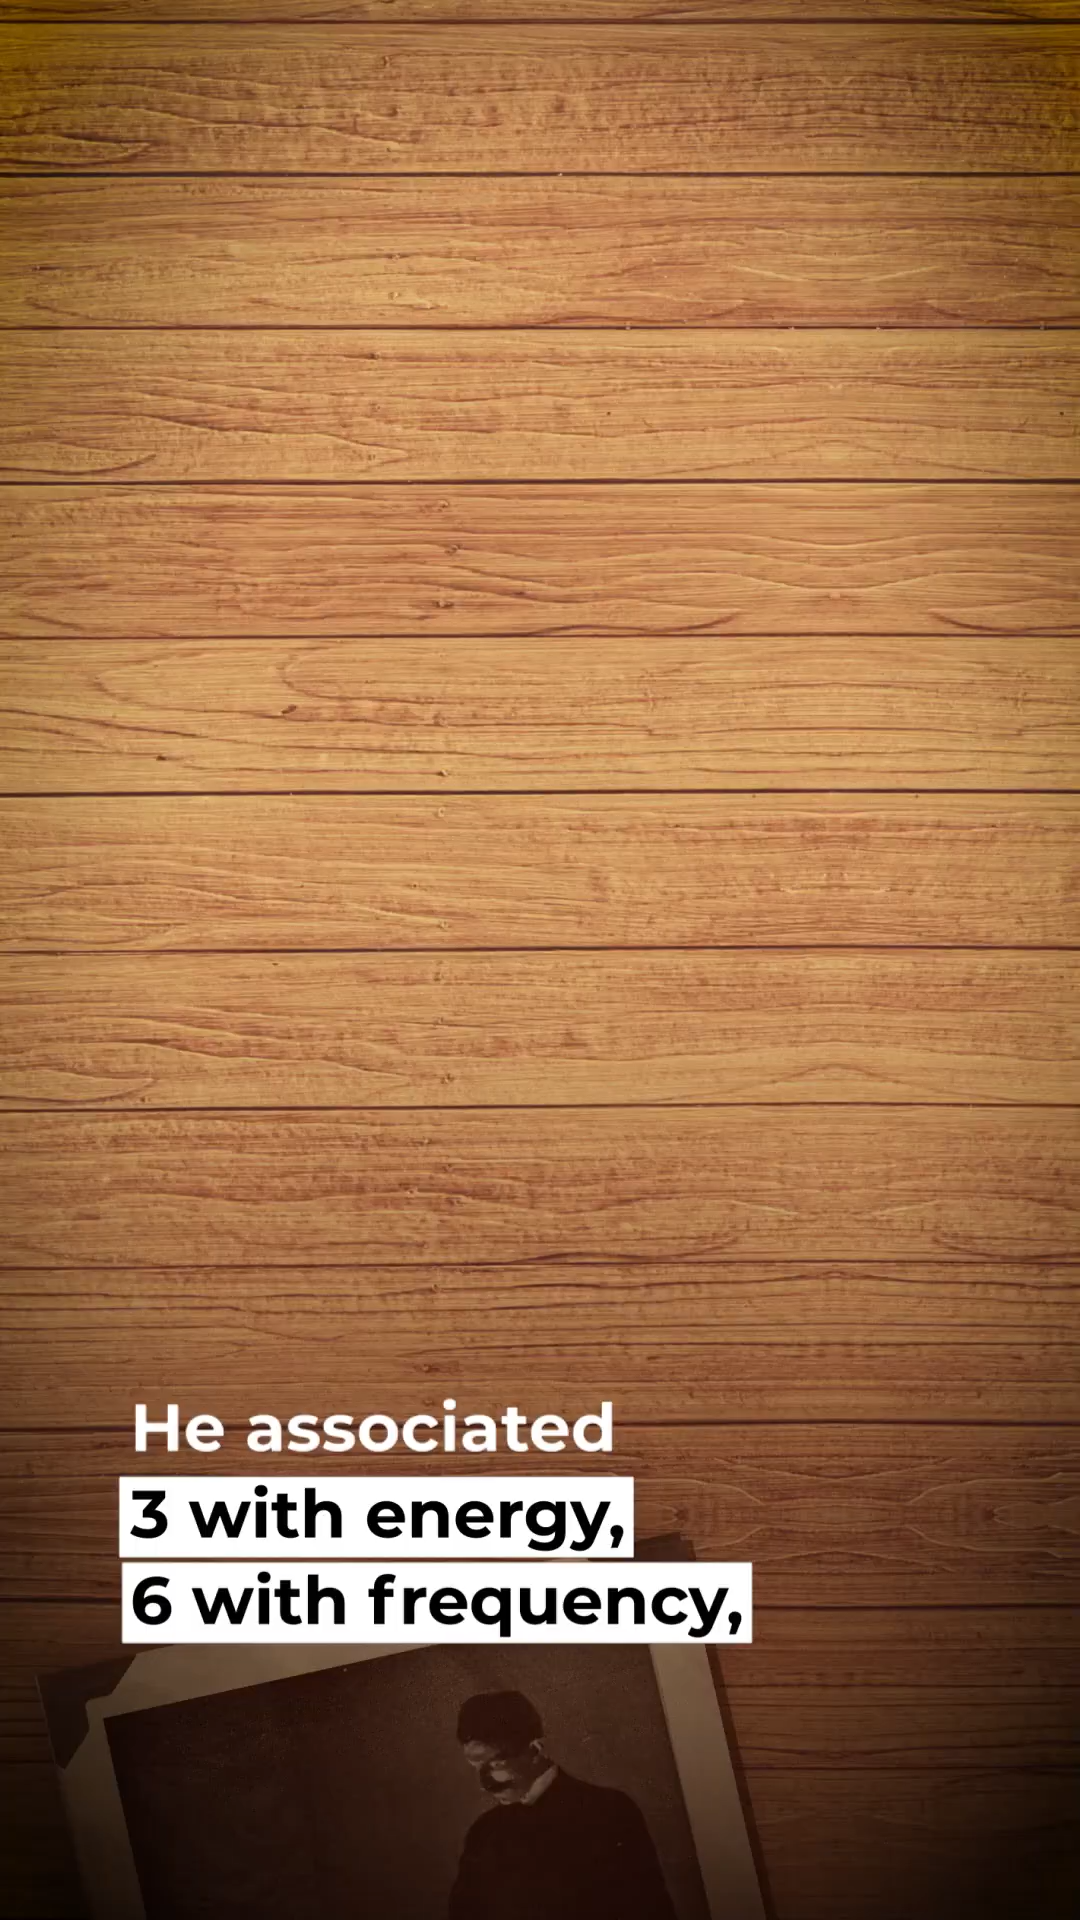 He associated
3 with energy,
6 with frequency,